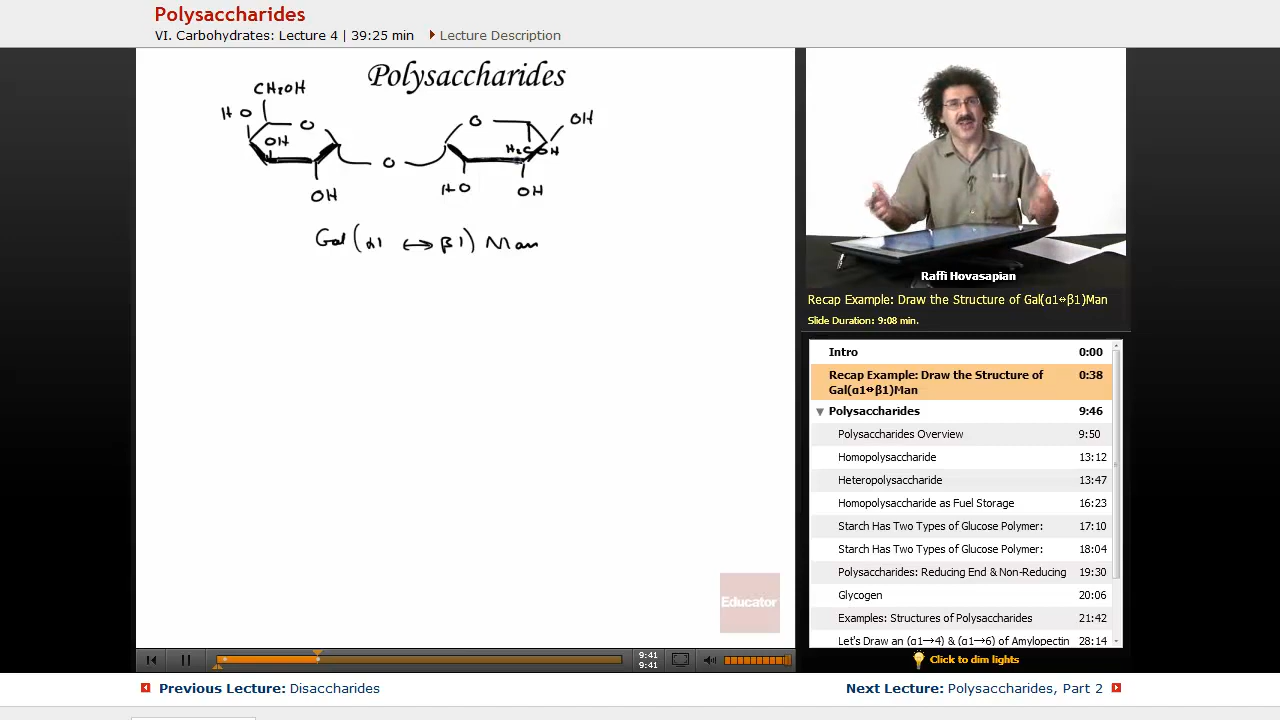 Polysaccharides
VI. Carbohydrates: Lecture 4 | 39:25 min
Lecture Description
Polysaccharides
CH₂OH
HO
O
OH
OH
O
O
OH
H₂COH
HO
OH
Gal (α1 ↔ β1) Man
Educator
Raffi Hovasapian
Recap Example: Draw the Structure of Gal(α1↔β1)Man
Slide Duration: 9:08 min.
Intro 0:00
Recap Example: Draw the Structure of 0:38
Gal(α1↔β1)Man
Polysaccharides 9:46
Polysaccharides Overview 9:50
Homopolysaccharide 13:12
Heteropolysaccharide 13:47
Homopolysaccharide as Fuel Storage 16:23
Starch Has Two Types of Glucose Polymer: 17:10
Starch Has Two Types of Glucose Polymer: 18:04
Polysaccharides: Reducing End & Non-Reducing 19:30
Glycogen 20:06
Examples: Structures of Polysaccharides 21:42
Let's Draw an (α1→4) & (α1→6) of Amylopectin 28:14
9:41
9:41
Click to dim lights
Previous Lecture: Disaccharides
Next Lecture: Polysaccharides, Part 2